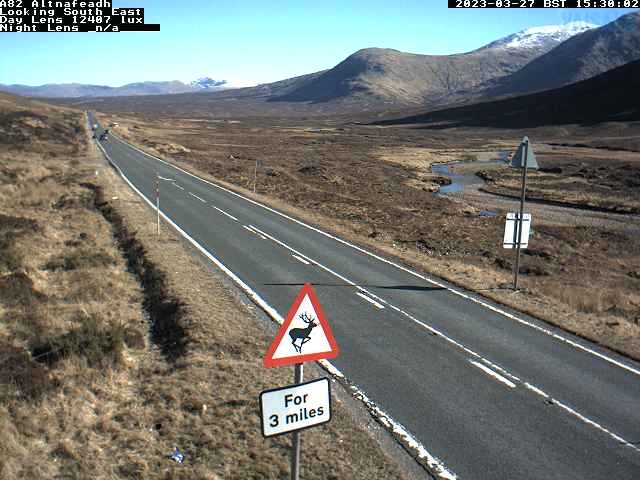 A82 Altnafeadh
Looking South East
Day Lens 12407 lux
Night Lens  n/a
2023-03-27 BST 15:30:02
For
3 miles